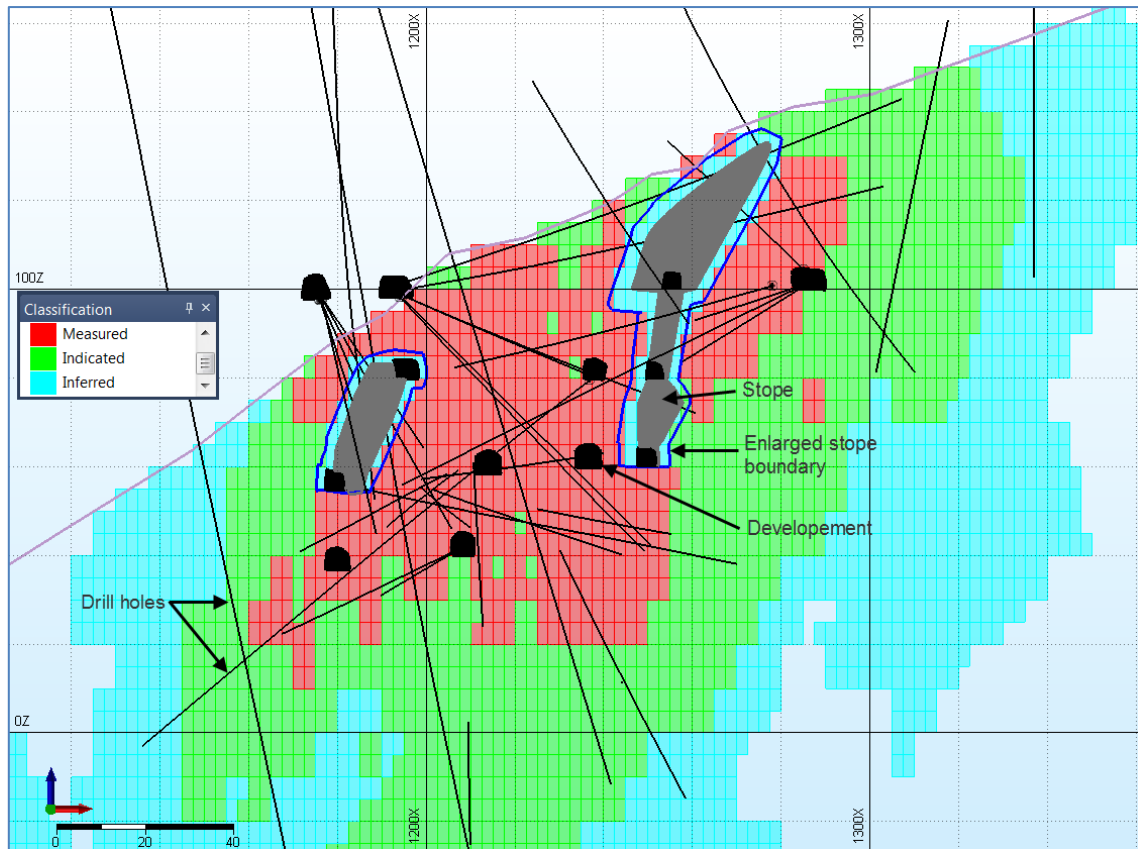 1200X
1300X
100Z
Classification
Measured
Indicated
Inferred
Stope
Enlarged stope
boundary
Developement
Drill holes
0Z
1200X
1300X
0
20
40